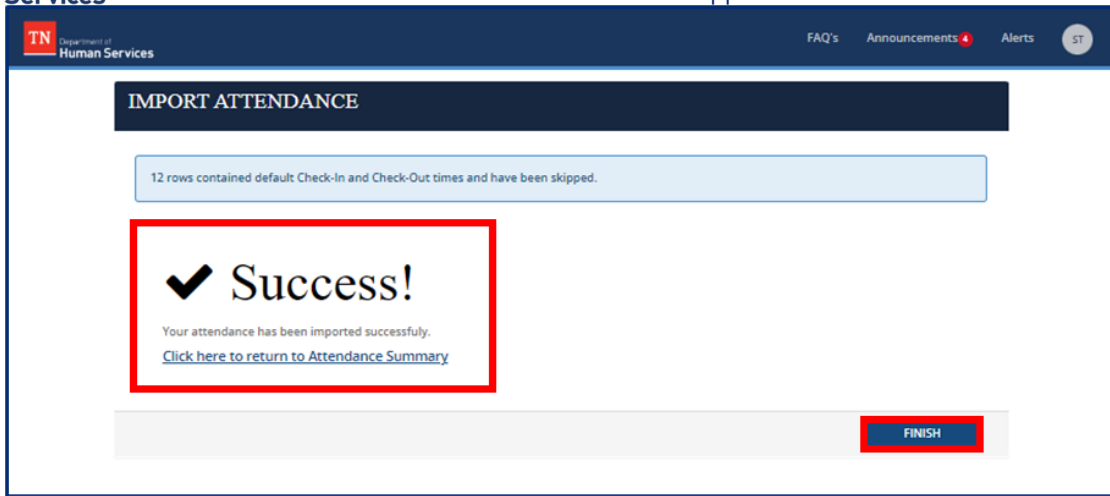 Services
TN Department of
Human Services
FAQ's Announcements 4 Alerts ST
IMPORT ATTENDANCE
12 rows contained default Check-In and Check-Out times and have been skipped.
✔ Success!
Your attendance has been imported successfuly.
Click here to return to Attendance Summary
FINISH